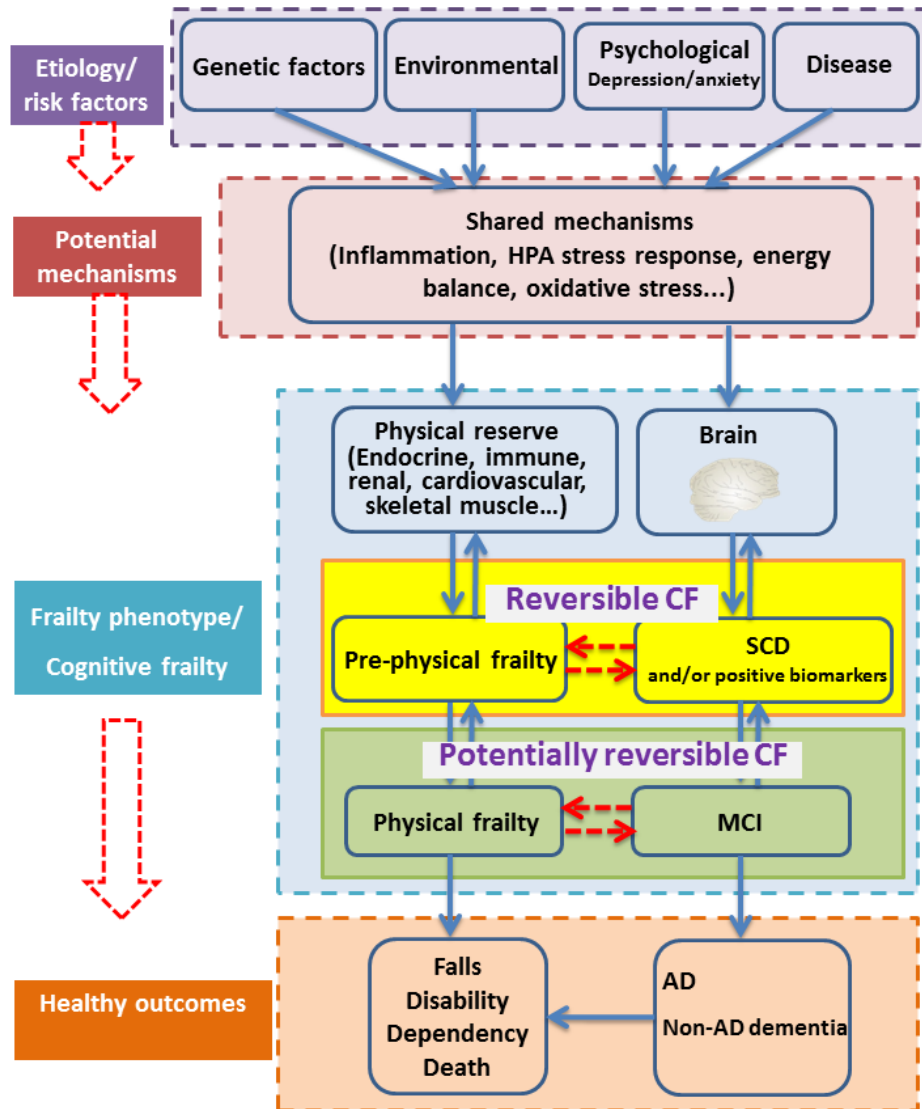 Etiology/
risk factors
Genetic factors
Environmental
Psychological
Depression/anxiety
Disease
Potential
mechanisms
Shared mechanisms
(Inflammation, HPA stress response, energy
balance, oxidative stress...)
Physical reserve
(Endocrine, immune,
renal, cardiovascular,
skeletal muscle...)
Brain
Frailty phenotype/
Cognitive frailty
Reversible CF
Pre-physical frailty
SCD
and/or positive biomarkers
Potentially reversible CF
Physical frailty
MCI
Healthy outcomes
Falls
Disability
Dependency
Death
AD
Non-AD dementia